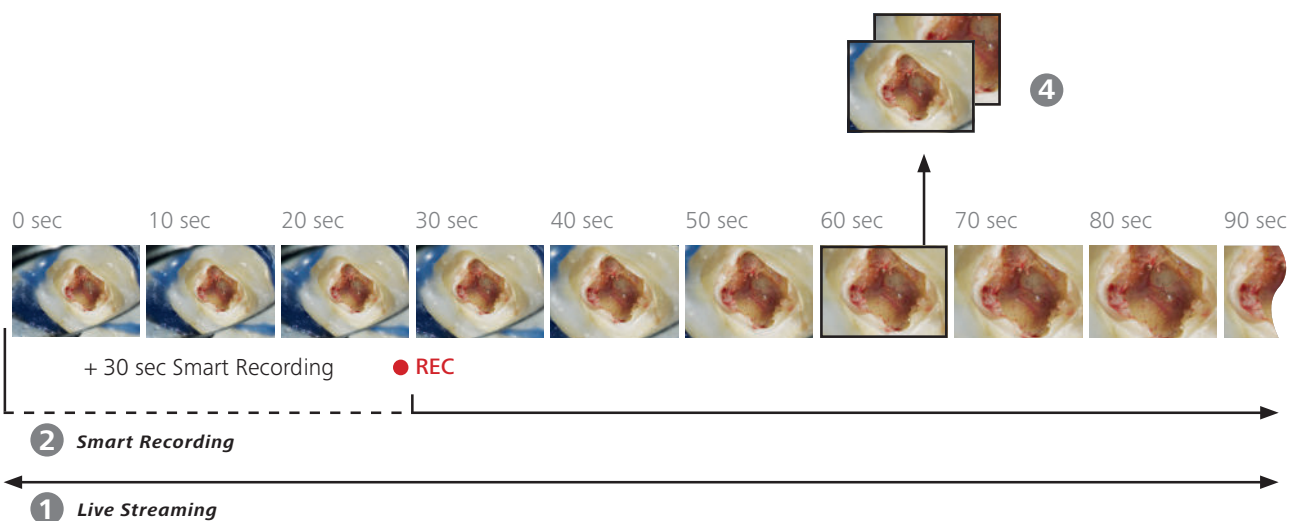 4
0 sec 10 sec 20 sec 30 sec 40 sec 50 sec 60 sec 70 sec 80 sec 90 sec
+ 30 sec Smart Recording REC
2 Smart Recording
1 Live Streaming